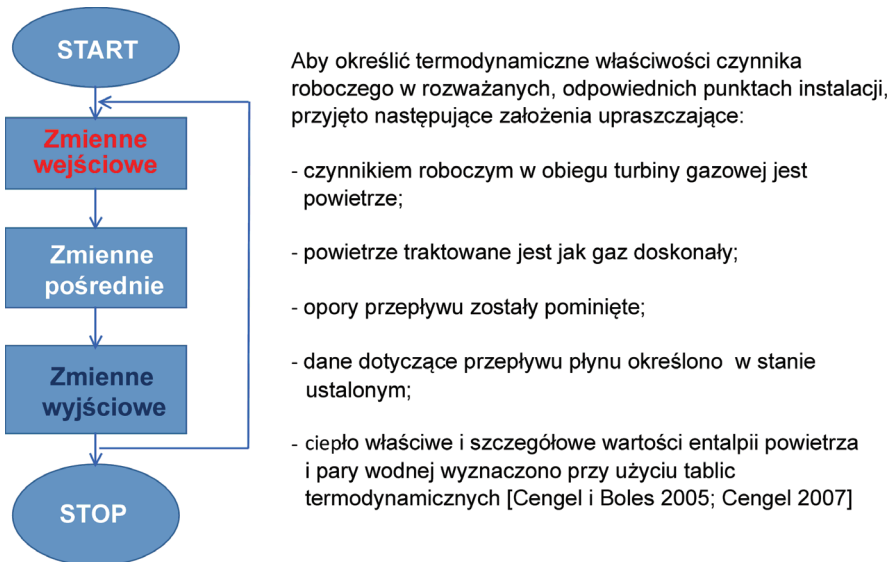 START
Zmienne
wejściowe
Zmienne
pośrednie
Zmienne
wyjściowe
STOP
Aby określić termodynamiczne właściwości czynnika
roboczego w rozważanych, odpowiednich punktach instalacji,
przyjęto następujące założenia upraszczające:
- czynnikiem roboczym w obiegu turbiny gazowej jest
powietrze;
- powietrze traktowane jest jak gaz doskonały;
- opory przepływu zostały pominięte;
- dane dotyczące przepływu płynu określono w stanie
ustalonym;
- ciepło właściwe i szczegółowe wartości entalpii powietrza
i pary wodnej wyznaczono przy użyciu tablic
termodynamicznych [Cengel i Boles 2005; Cengel 2007]